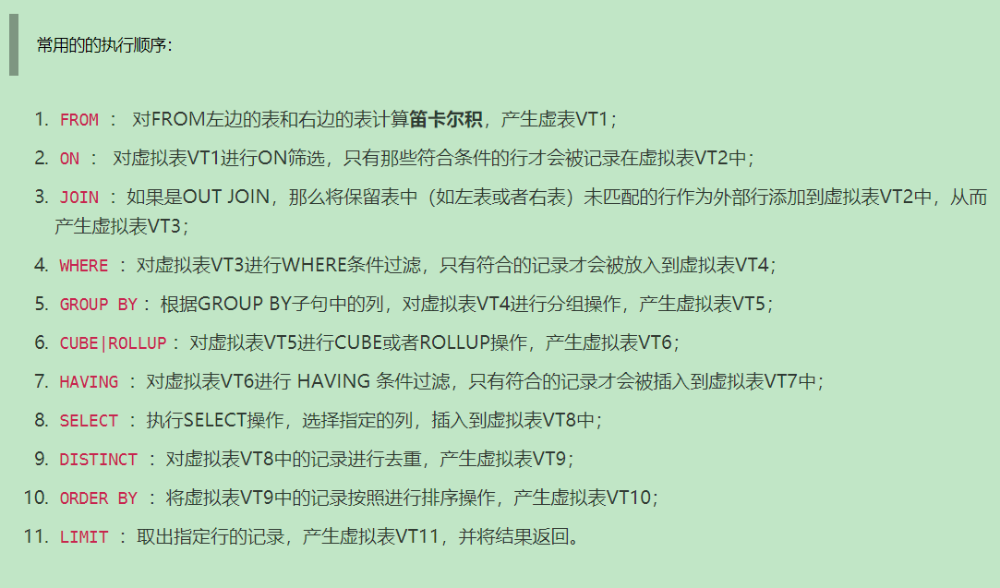 常用的的执行顺序：
1. FROM ： 对FROM左边的表和右边的表计算笛卡尔积，产生虚表VT1；
2. ON ： 对虚拟表VT1进行ON筛选，只有那些符合条件的行才会被记录在虚拟表VT2中；
3. JOIN ：如果是OUT JOIN，那么将保留表中（如左表或者右表）未匹配的行作为外部行添加到虚拟表VT2中，从而
产生虚拟表VT3；
4. WHERE ：对虚拟表VT3进行WHERE条件过滤，只有符合的记录才会被放入到虚拟表VT4；
5. GROUP BY：根据GROUP BY子句中的列，对虚拟表VT4进行分组操作，产生虚拟表VT5；
6. CUBE|ROLLUP：对虚拟表VT5进行CUBE或者ROLLUP操作，产生虚拟表VT6；
7. HAVING ：对虚拟表VT6进行 HAVING 条件过滤，只有符合的记录才会被插入到虚拟表VT7中；
8. SELECT ：执行SELECT操作，选择指定的列，插入到虚拟表VT8中；
9. DISTINCT ：对虚拟表VT8中的记录进行去重，产生虚拟表VT9；
10. ORDER BY ：将虚拟表VT9中的记录按照进行排序操作，产生虚拟表VT10；
11. LIMIT ：取出指定行的记录，产生虚拟表VT11，并将结果返回。